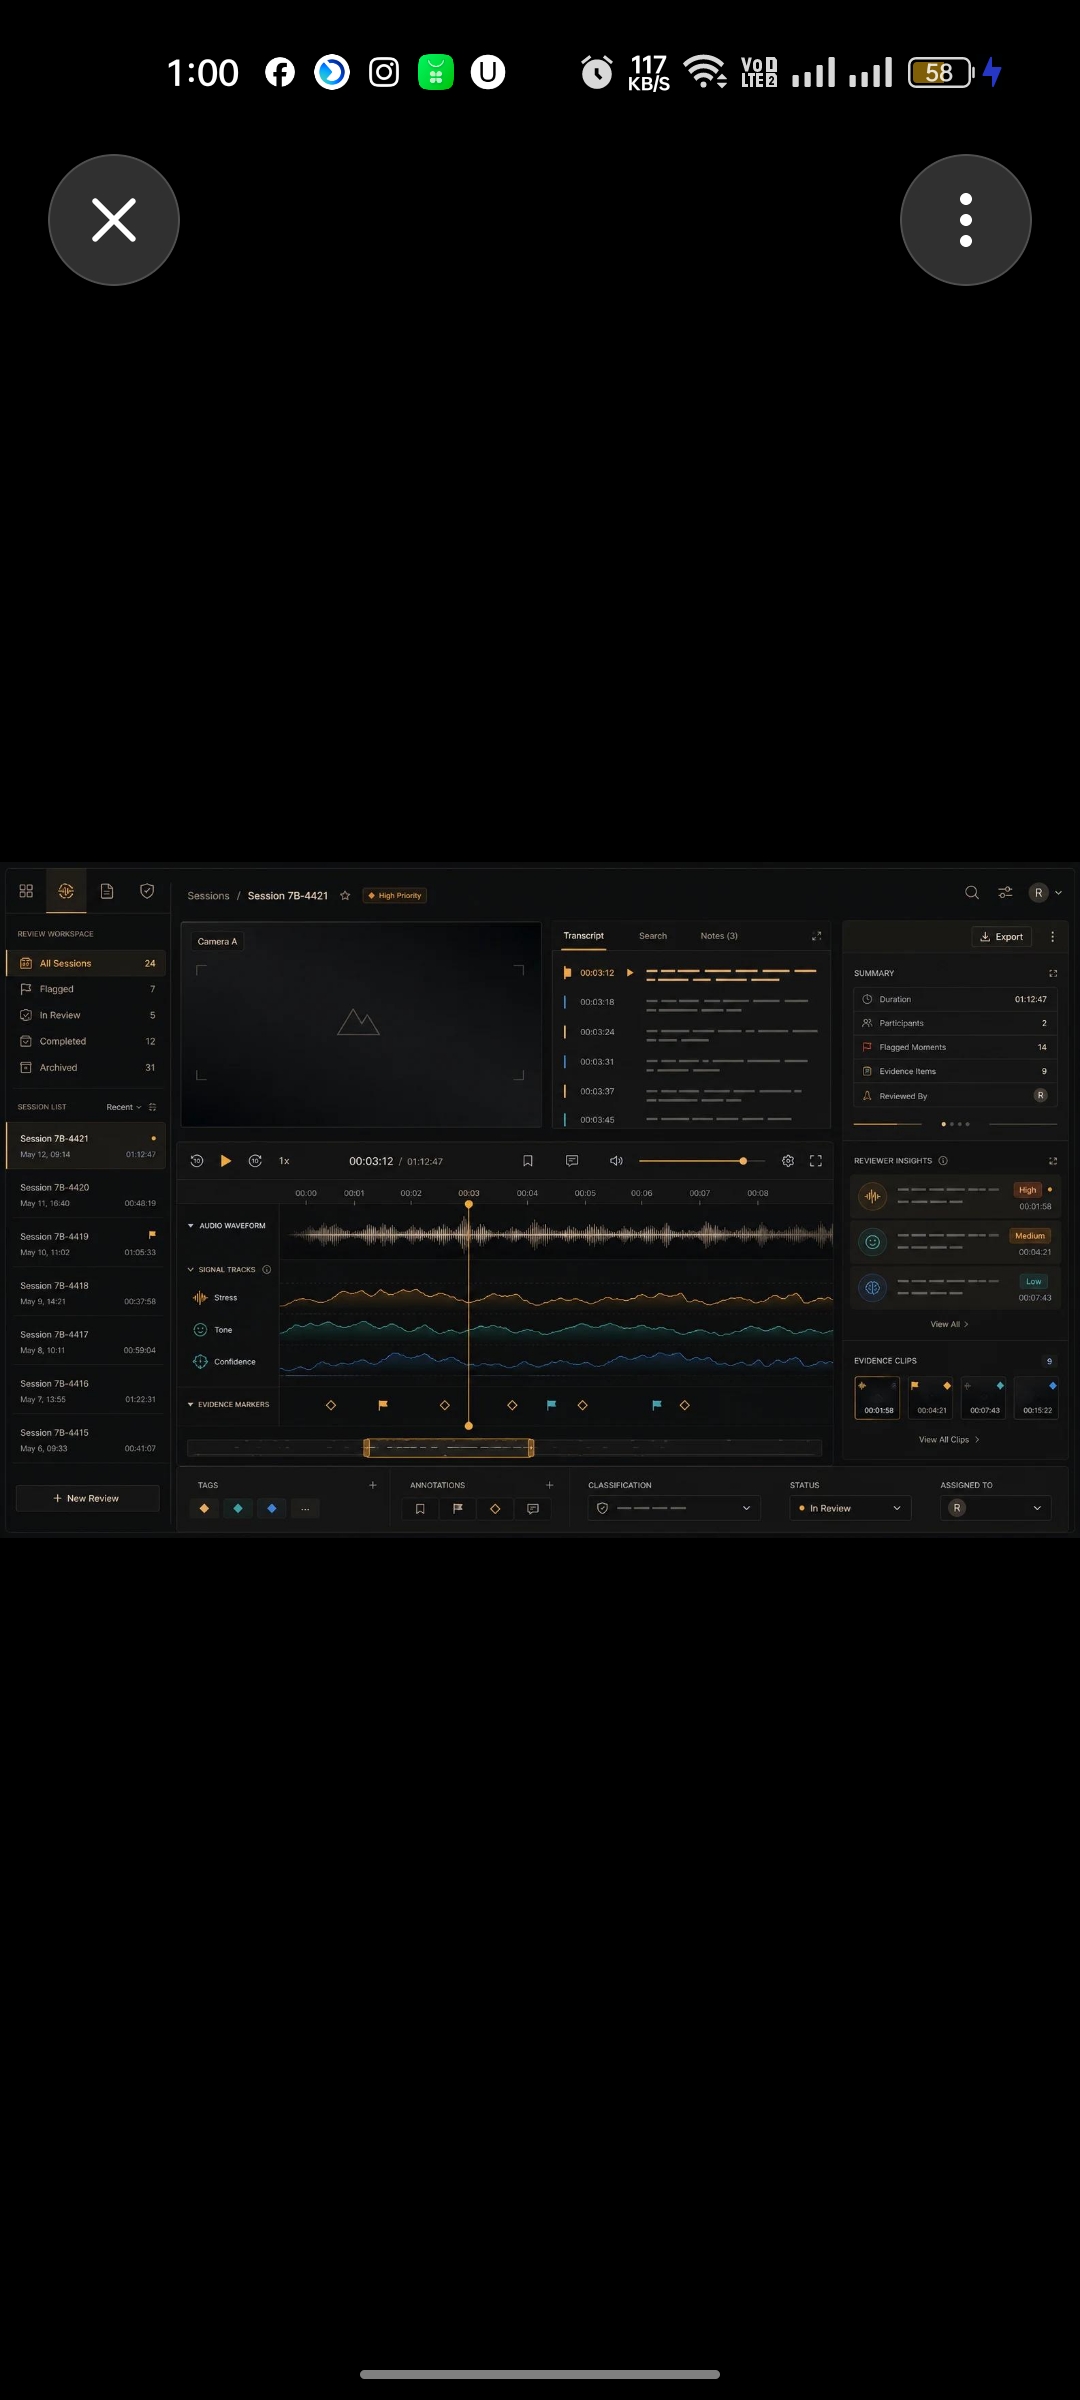 1:00
117 KB/S
VoD LTE2
58
Sessions / Session 7B-4421
High Priority
R
REVIEW WORKSPACE
All Sessions 24
Flagged 7
In Review 5
Completed 12
Archived 31
SESSION LIST Recent
Session 7B-4421
May 12, 09:14 01:12:47
Session 7B-4420
May 11, 16:40 00:48:19
Session 7B-4419
May 10, 11:02 01:05:33
Session 7B-4418
May 9, 14:21 00:37:58
Session 7B-4417
May 8, 10:11 00:59:04
Session 7B-4416
May 7, 13:55 01:22:31
Session 7B-4415
May 6, 09:33 00:41:07
+ New Review
Camera A
Transcript Search Notes (3)
00:03:12
00:03:18
00:03:24
00:03:31
00:03:37
00:03:45
10 10 1x 00:03:12 / 01:12:47
00:00 00:01 00:02 00:03 00:04 00:05 00:06 00:07 00:08
AUDIO WAVEFORM
SIGNAL TRACKS
Stress
Tone
Confidence
EVIDENCE MARKERS
Export
SUMMARY
Duration 01:12:47
Participants 2
Flagged Moments 14
Evidence Items 9
Reviewed By R
REVIEWER INSIGHTS
High
00:01:58
Medium
00:04:21
Low
00:07:43
View All >
EVIDENCE CLIPS 9
00:01:58 00:04:21 00:07:43 00:15:22
View All Clips >
TAGS +
...
ANNOTATIONS +
CLASSIFICATION
STATUS
In Review
ASSIGNED TO
R